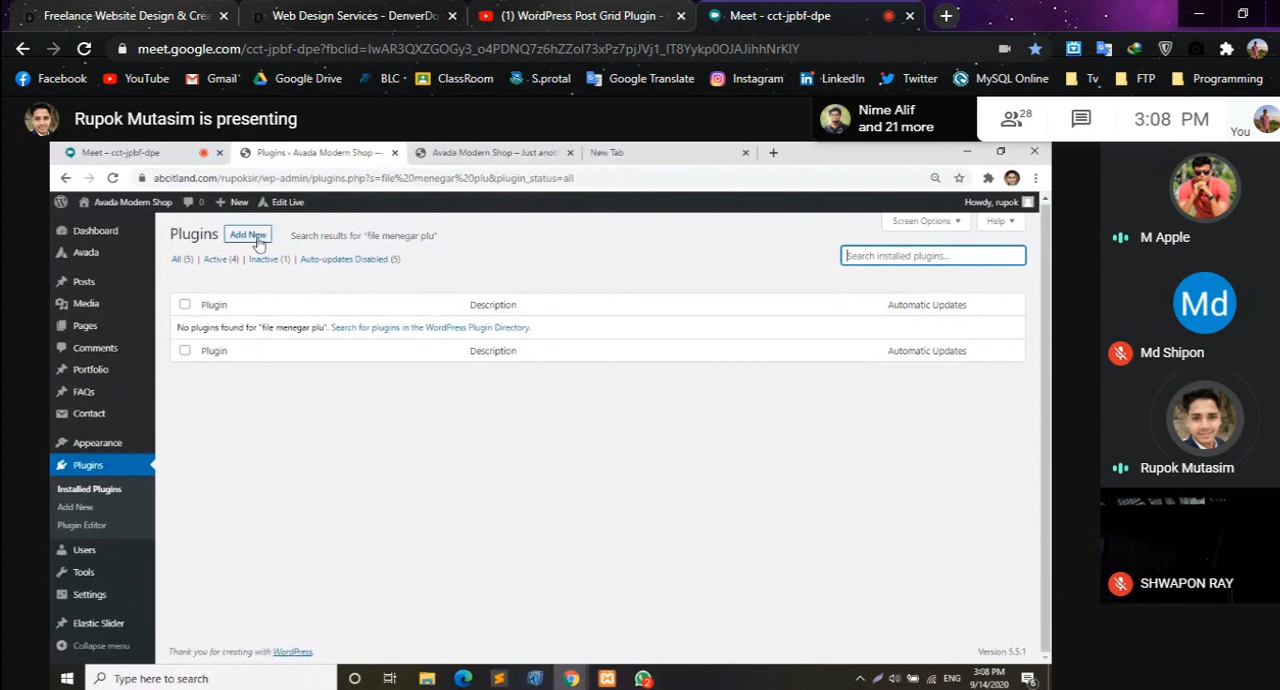 Freelance Website Design & Crea
Web Design Services - DenverDo
(1) WordPress Post Grid Plugin -
Meet - cct-jpbf-dpe
meet.google.com/cct-jpbf-dpe?fbclid=IwAR3QXZGOGy3_o4PDNQ7z6hZZoI73xPz7pjJVj1_IT8Yykp0OJAJihhNrKIY
Facebook
YouTube
Gmail
Google Drive
BLC
ClassRoom
S.protal
Google Translate
Instagram
LinkedIn
Twitter
MySQL Online
Tv
FTP
Programming
Rupok Mutasim is presenting
Nime Alif
and 21 more
28
3:08 PM
You
Meet – cct-jpbf-dpe
Plugins ‹ Avada Modern Shop —
Avada Modern Shop – Just anot
New Tab
abcitland.com/rupoksir/wp-admin/plugins.php?s=file%20menegar%20plu&plugin_status=all
Avada Modern Shop
0
New
Edit Live
Howdy, rupok
Dashboard
Avada
Posts
Media
Pages
Comments
Portfolio
FAQs
Contact
Appearance
Plugins
Installed Plugins
Add New
Plugin Editor
Users
Tools
Settings
Elastic Slider
Collapse menu
Screen Options
Help
Plugins
Add New
Search results for "file menegar plu"
All (5) | Active (4) | Inactive (1) | Auto-updates Disabled (5)
Search installed plugins...
Plugin
Description
Automatic Updates
No plugins found for "file menegar plu". Search for plugins in the WordPress Plugin Directory.
Plugin
Description
Automatic Updates
Thank you for creating with WordPress.
Version 5.5.1
M Apple
Md
Md Shipon
Rupok Mutasim
SHWAPON RAY
Type here to search
ENG
3:08 PM
9/14/2020